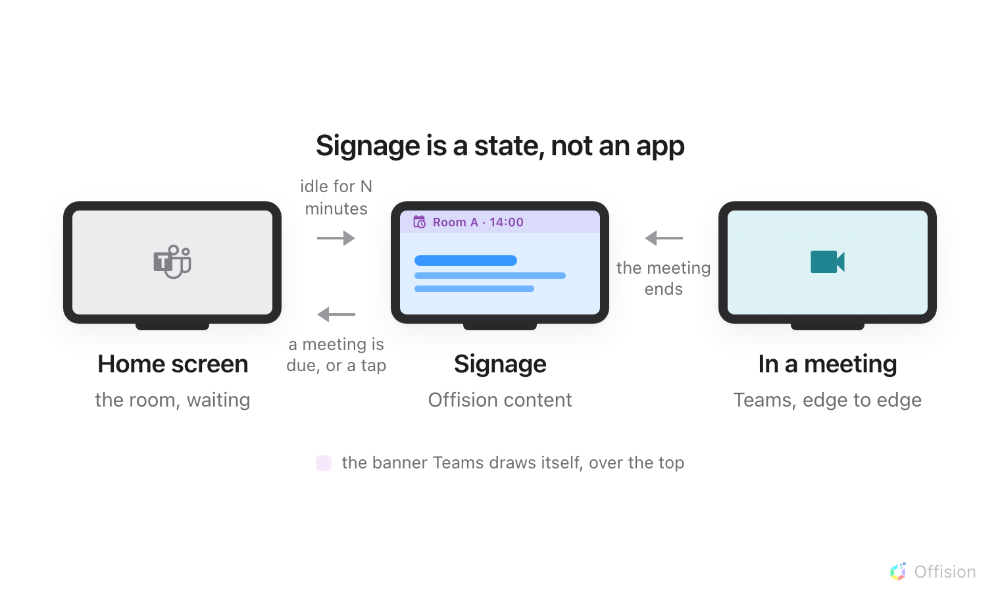 Signage is a state, not an app
idle for N
minutes
Room A · 14:00
the meeting
ends
a meeting is
due, or a tap
Home screen
the room, waiting
Signage
Offision content
In a meeting
Teams, edge to edge
the banner Teams draws itself, over the top
Offision